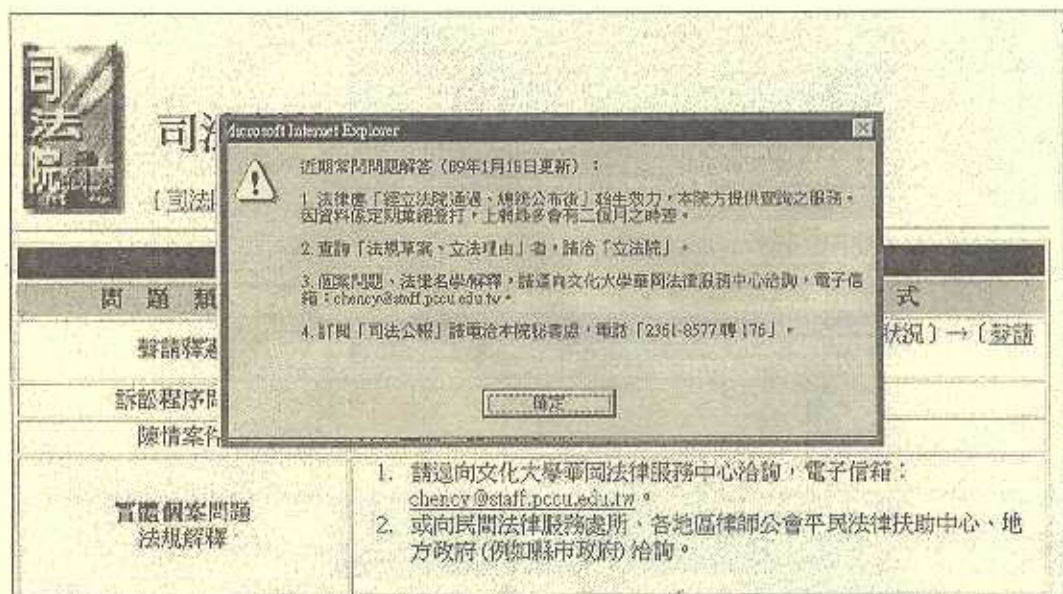 司法院
司法
[ 司法
Microsoft Internet Explorer
近期常問問題解答（89年1月18日更新）：
1. 法律應「經立法院通過、總統公布後」始生效力，本院方提供查詢之服務。
因資料係定期彙總登打，上網最多會有二個月之時差。
2. 查詢「法規草案、立法理由」者，請洽「立法院」。
3. 個案問題、法律名學/解釋，請逕向文化大學華岡法律服務中心洽詢，電子信
箱：chency@staff.pccu.edu.tw。
4. 訂閱「司法公報」請電洽本院秘書處，電話「2361-8577轉176」。
確定
問 題 類
式
聲請釋憲
狀況〕→〔聲請
訴訟程序問
陳情案件
實體個案問題
法規解釋
1. 請逕向文化大學華岡法律服務中心洽詢，電子信箱：
chency@staff.pccu.edu.tw。
2. 或向民間法律服務處所、各地區律師公會平民法律扶助中心、地
方政府(例如縣市政府)洽詢。